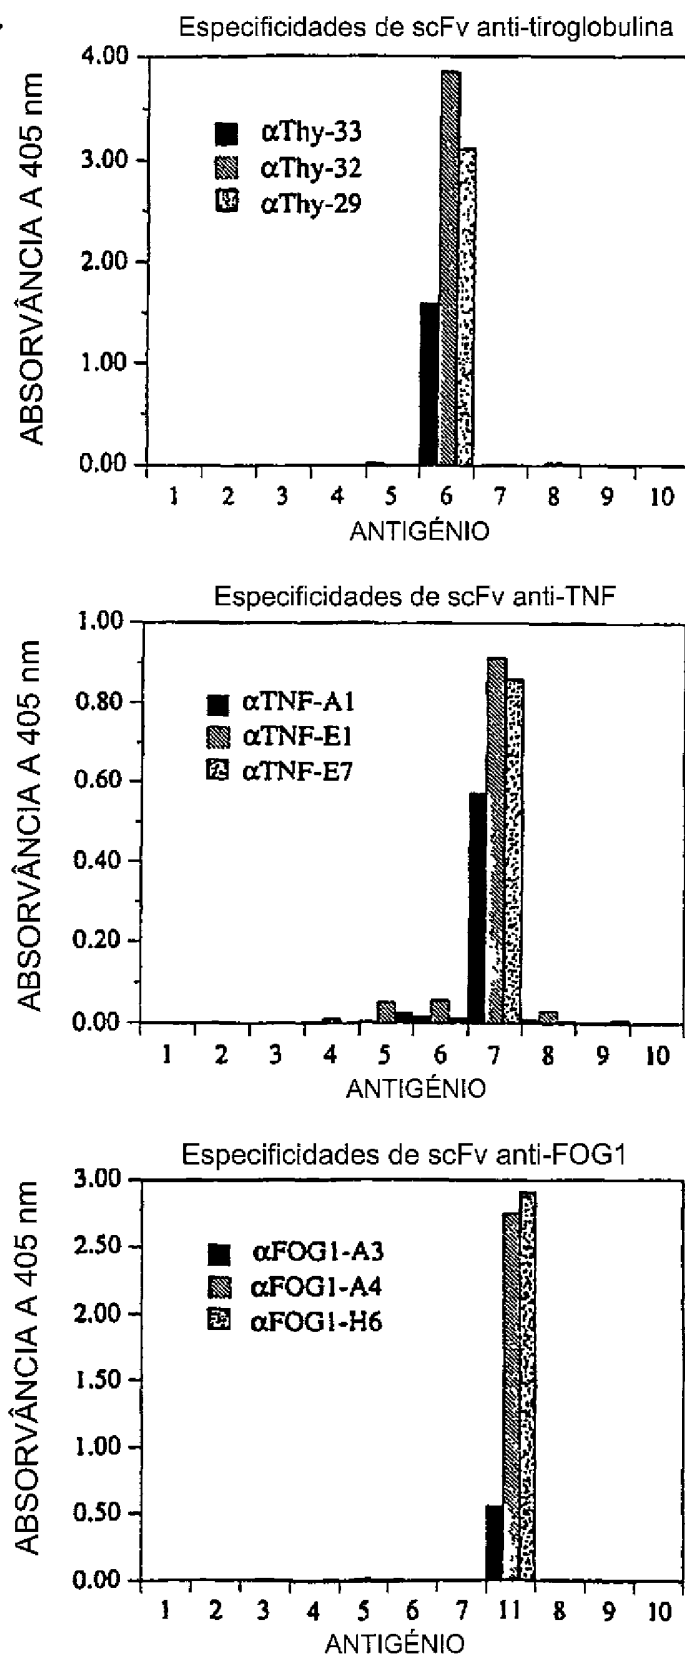 Especificidades de scFv anti-tiroglobulina
ABSORVÂNCIA A 405 nm
4.00
3.00
2.00
1.00
0.00
αThy-33
αThy-32
αThy-29
1 2 3 4 5 6 7 8 9 10
ANTIGÉNIO
Especificidades de scFv anti-TNF
ABSORVÂNCIA A 405 nm
1.00
0.80
0.60
0.40
0.20
0.00
αTNF-A1
αTNF-E1
αTNF-E7
1 2 3 4 5 6 7 8 9 10
ANTIGÉNIO
Especificidades de scFv anti-FOG1
ABSORVÂNCIA A 405 nm
3.00
2.50
2.00
1.50
1.00
0.50
0.00
αFOG1-A3
αFOG1-A4
αFOG1-H6
1 2 3 4 5 6 7 11 8 9 10
ANTIGÉNIO